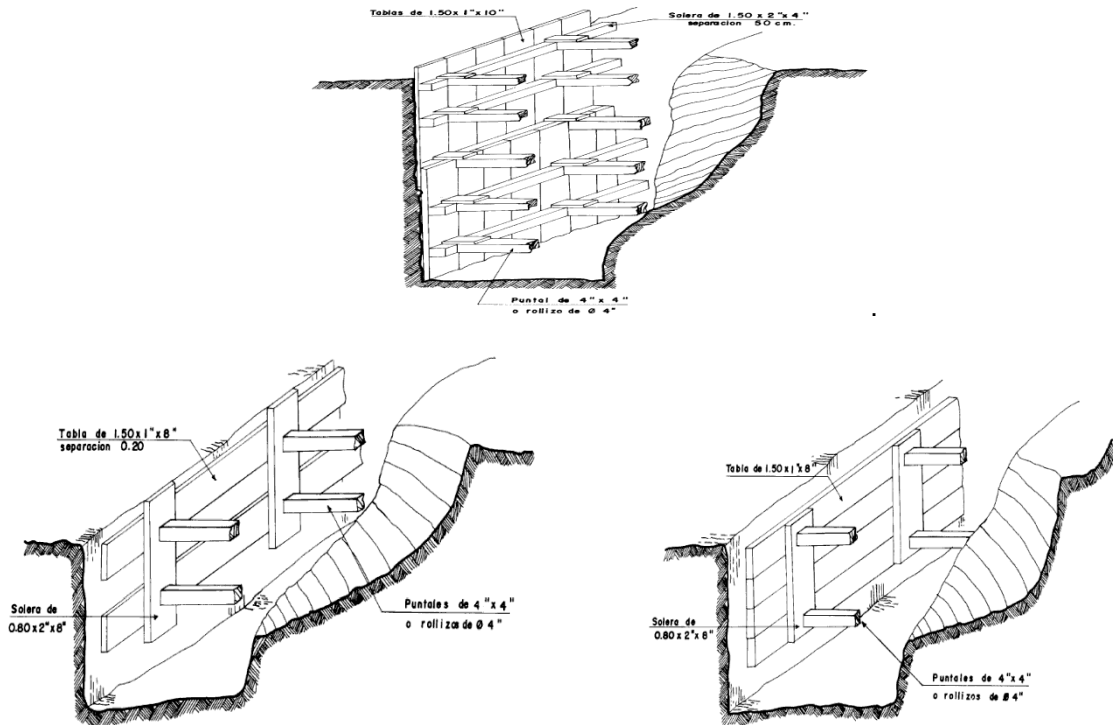 Tablas de 1.50 x 1" x 10"
Solera de 1.50 x 2" x 4"
separacion 50 cm.
Puntal de 4" x 4"
o rollizo de Ø 4"
Tabla de 1.50 x 1" x 8"
separacion 0.20
Solera de
0.80 x 2" x 8"
Puntales de 4" x 4"
o rollizos de Ø 4"
Tabla de 1.50 x 1" x 8"
Solera de
0.80 x 2" x 8"
Puntales de 4" x 4"
o rollizos de Ø 4"